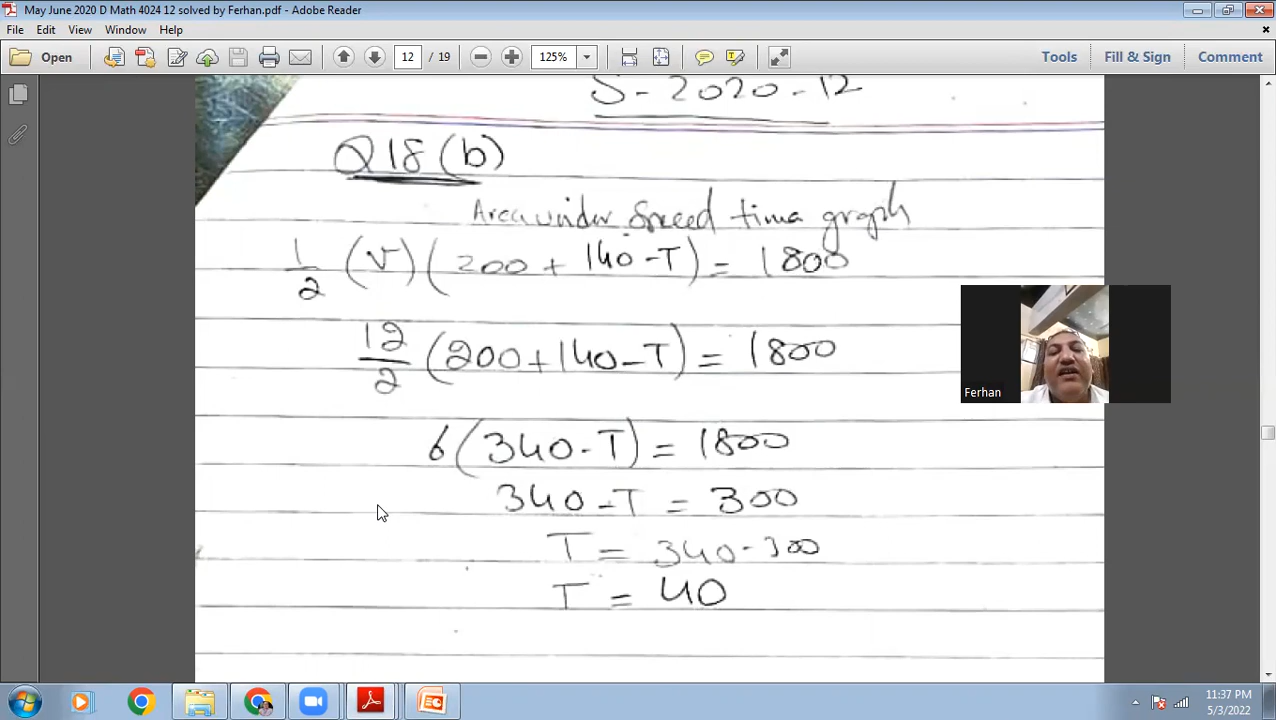 May June 2020 D Math 4024 12 solved by Ferhan.pdf - Adobe Reader
File Edit View Window Help
Open 12 / 19 125% Tools Fill & Sign Comment
S-2020-12
Q18 (b)
Area under Speed time graph
1/2 (V) (200 + 140 - T) = 1800
12/2 (200 + 140 - T) = 1800
6 (340 - T) = 1800
340 - T = 300
T = 340 - 300
T = 40
Ferhan
11:37 PM
5/3/2022